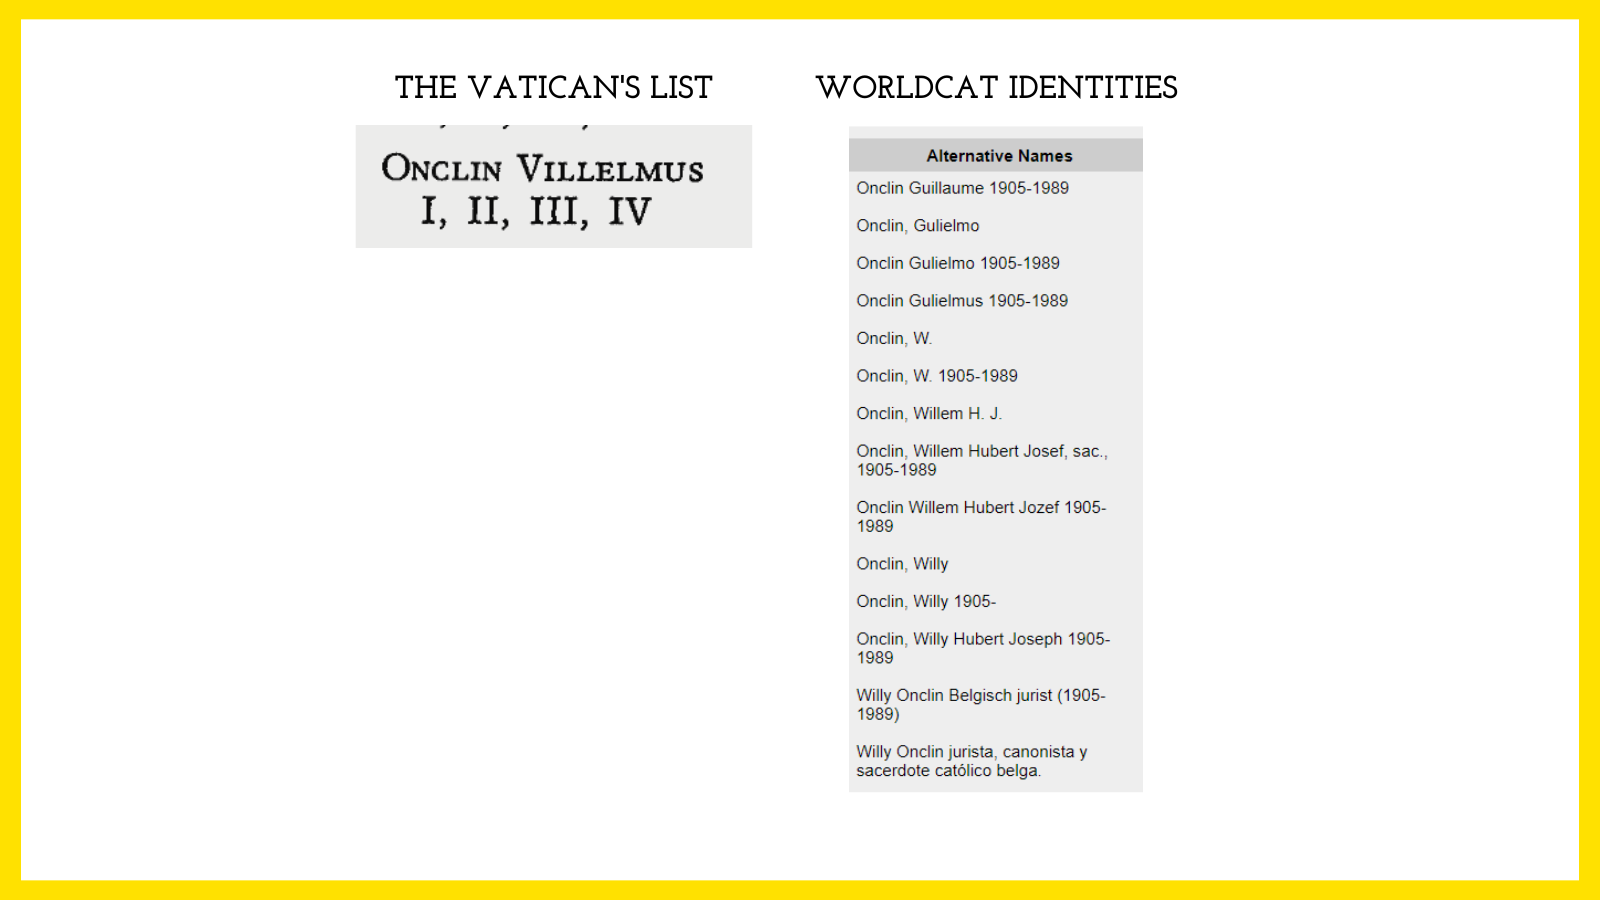 THE VATICAN'S LIST
ONCLIN VILLELMUS
I, II, III, IV
WORLDCAT IDENTITIES
Alternative Names
Onclin Guillaume 1905-1989
Onclin, Gulielmo
Onclin Gulielmo 1905-1989
Onclin Gulielmus 1905-1989
Onclin, W.
Onclin, W. 1905-1989
Onclin, Willem H. J.
Onclin, Willem Hubert Josef, sac.,
1905-1989
Onclin Willem Hubert Jozef 1905-
1989
Onclin, Willy
Onclin, Willy 1905-
Onclin, Willy Hubert Joseph 1905-
1989
Willy Onclin Belgisch jurist (1905-
1989)
Willy Onclin jurista, canonista y
sacerdote católico belga.